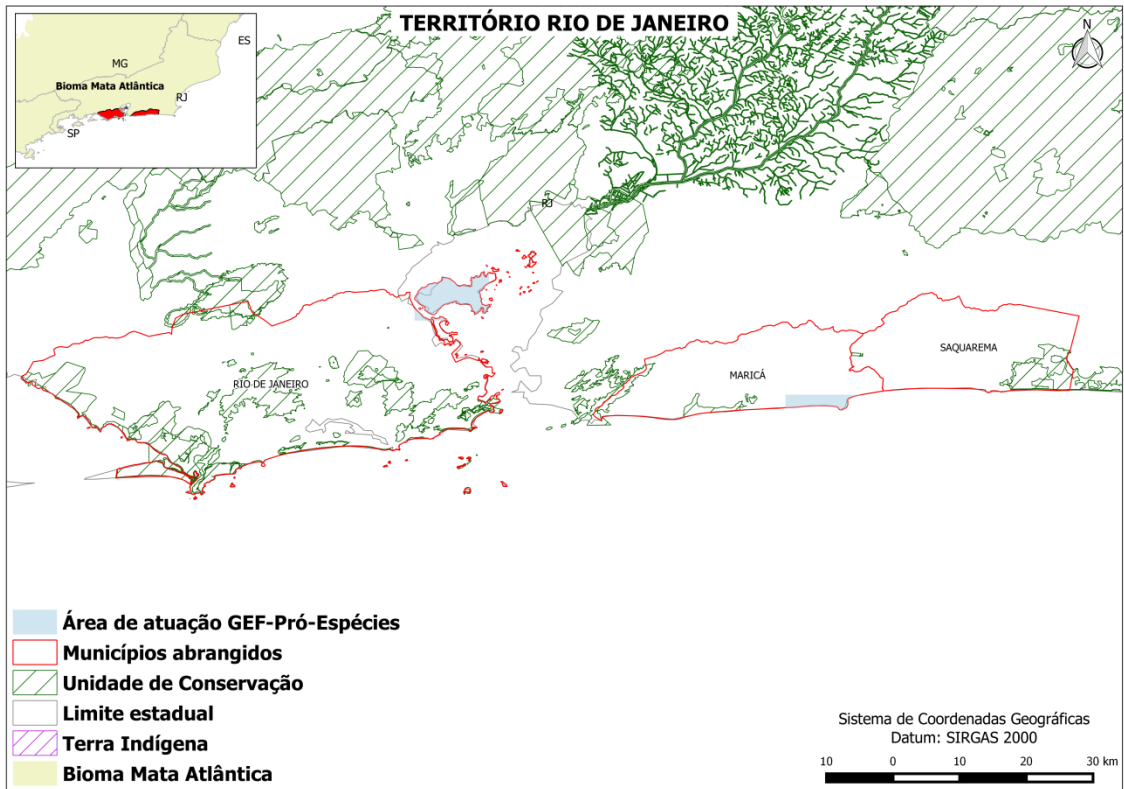 TERRITÓRIO RIO DE JANEIRO
N
ES
MG
Bioma Mata Atlântica
RJ
SP
RJ
SAQUAREMA
MARICÁ
RIO DE JANEIRO
Área de atuação GEF-Pró-Espécies
Municípios abrangidos
Unidade de Conservação
Limite estadual
Terra Indígena
Bioma Mata Atlântica
Sistema de Coordenadas Geográficas
Datum: SIRGAS 2000
10 0 10 20 30 km